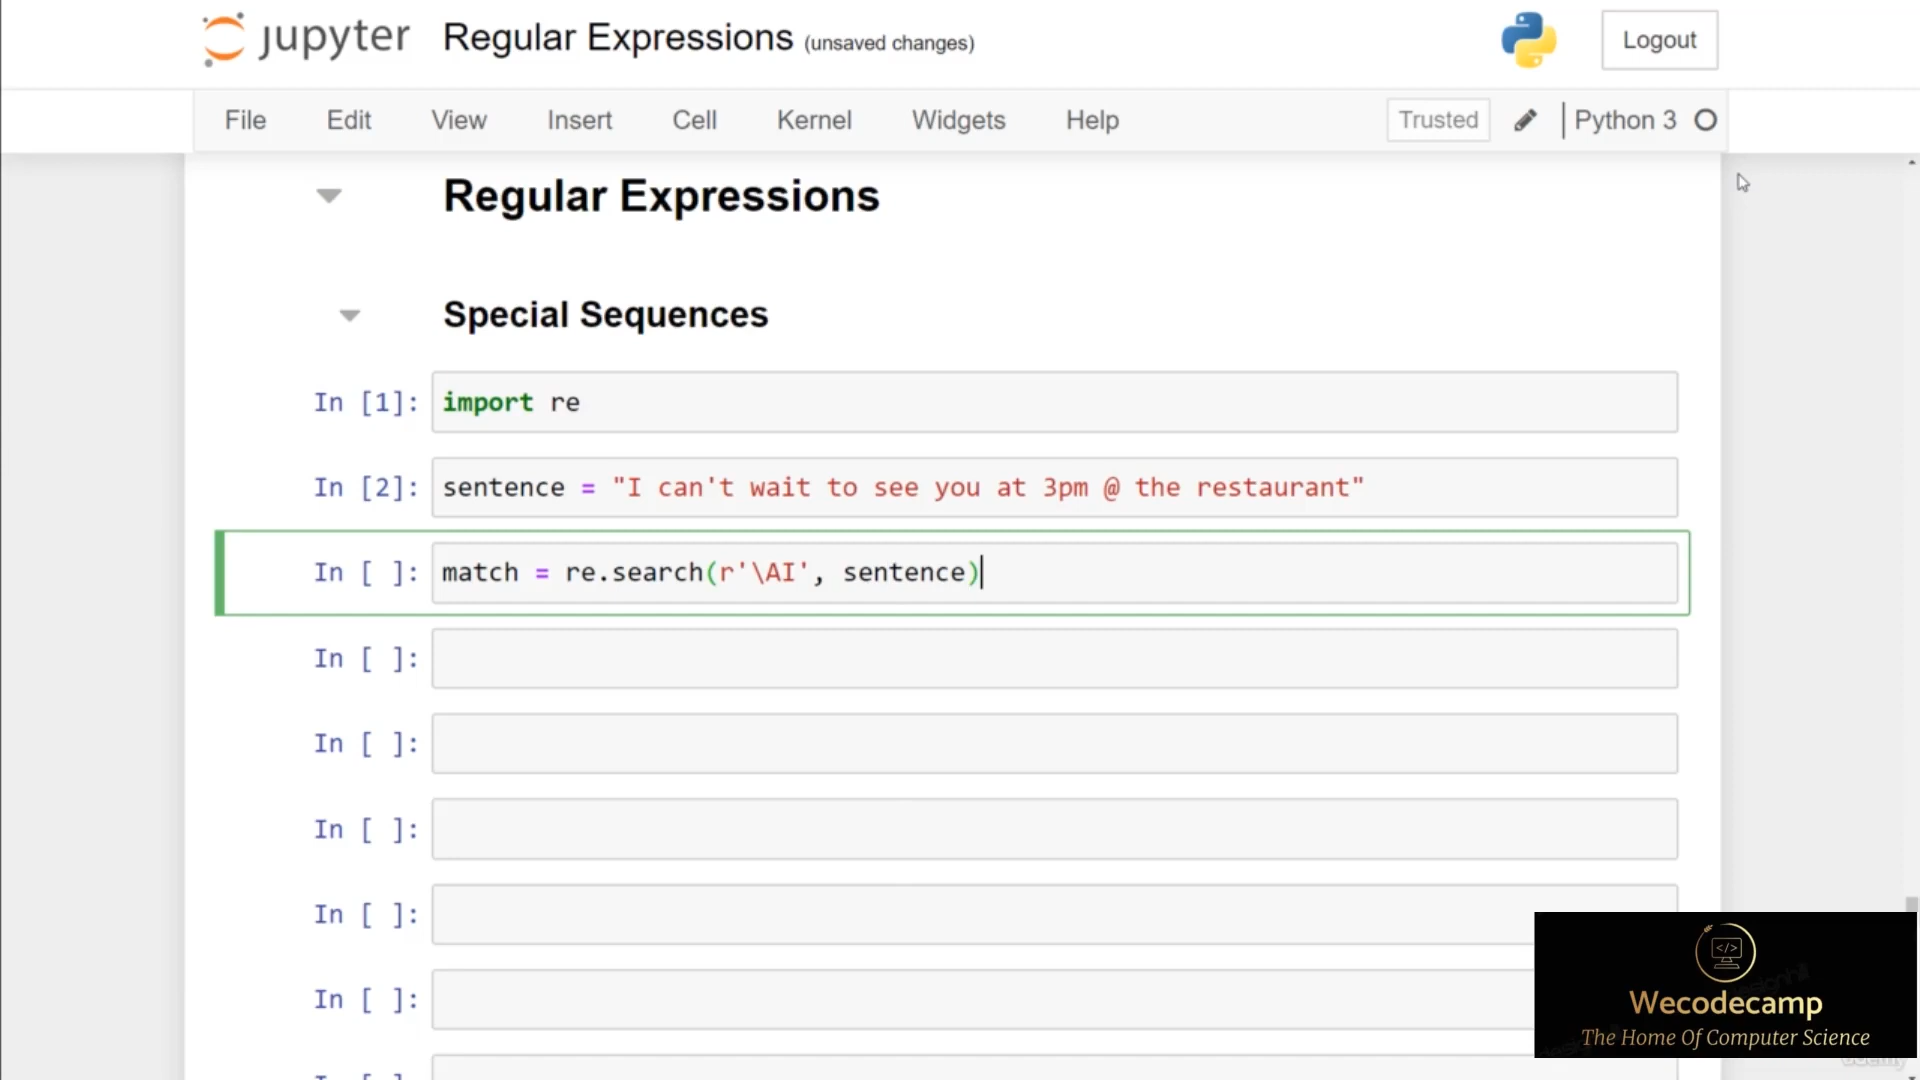 jupyter Regular Expressions (unsaved changes) Logout
File Edit View Insert Cell Kernel Widgets Help Trusted Python 3
Regular Expressions
Special Sequences
In [1]: import re
In [2]: sentence = "I can't wait to see you at 3pm @ the restaurant"
In [ ]: match = re.search(r'\AI', sentence)
In [ ]:
In [ ]:
In [ ]:
In [ ]:
In [ ]:
</>
Wecodecamp
The Home Of Computer Science